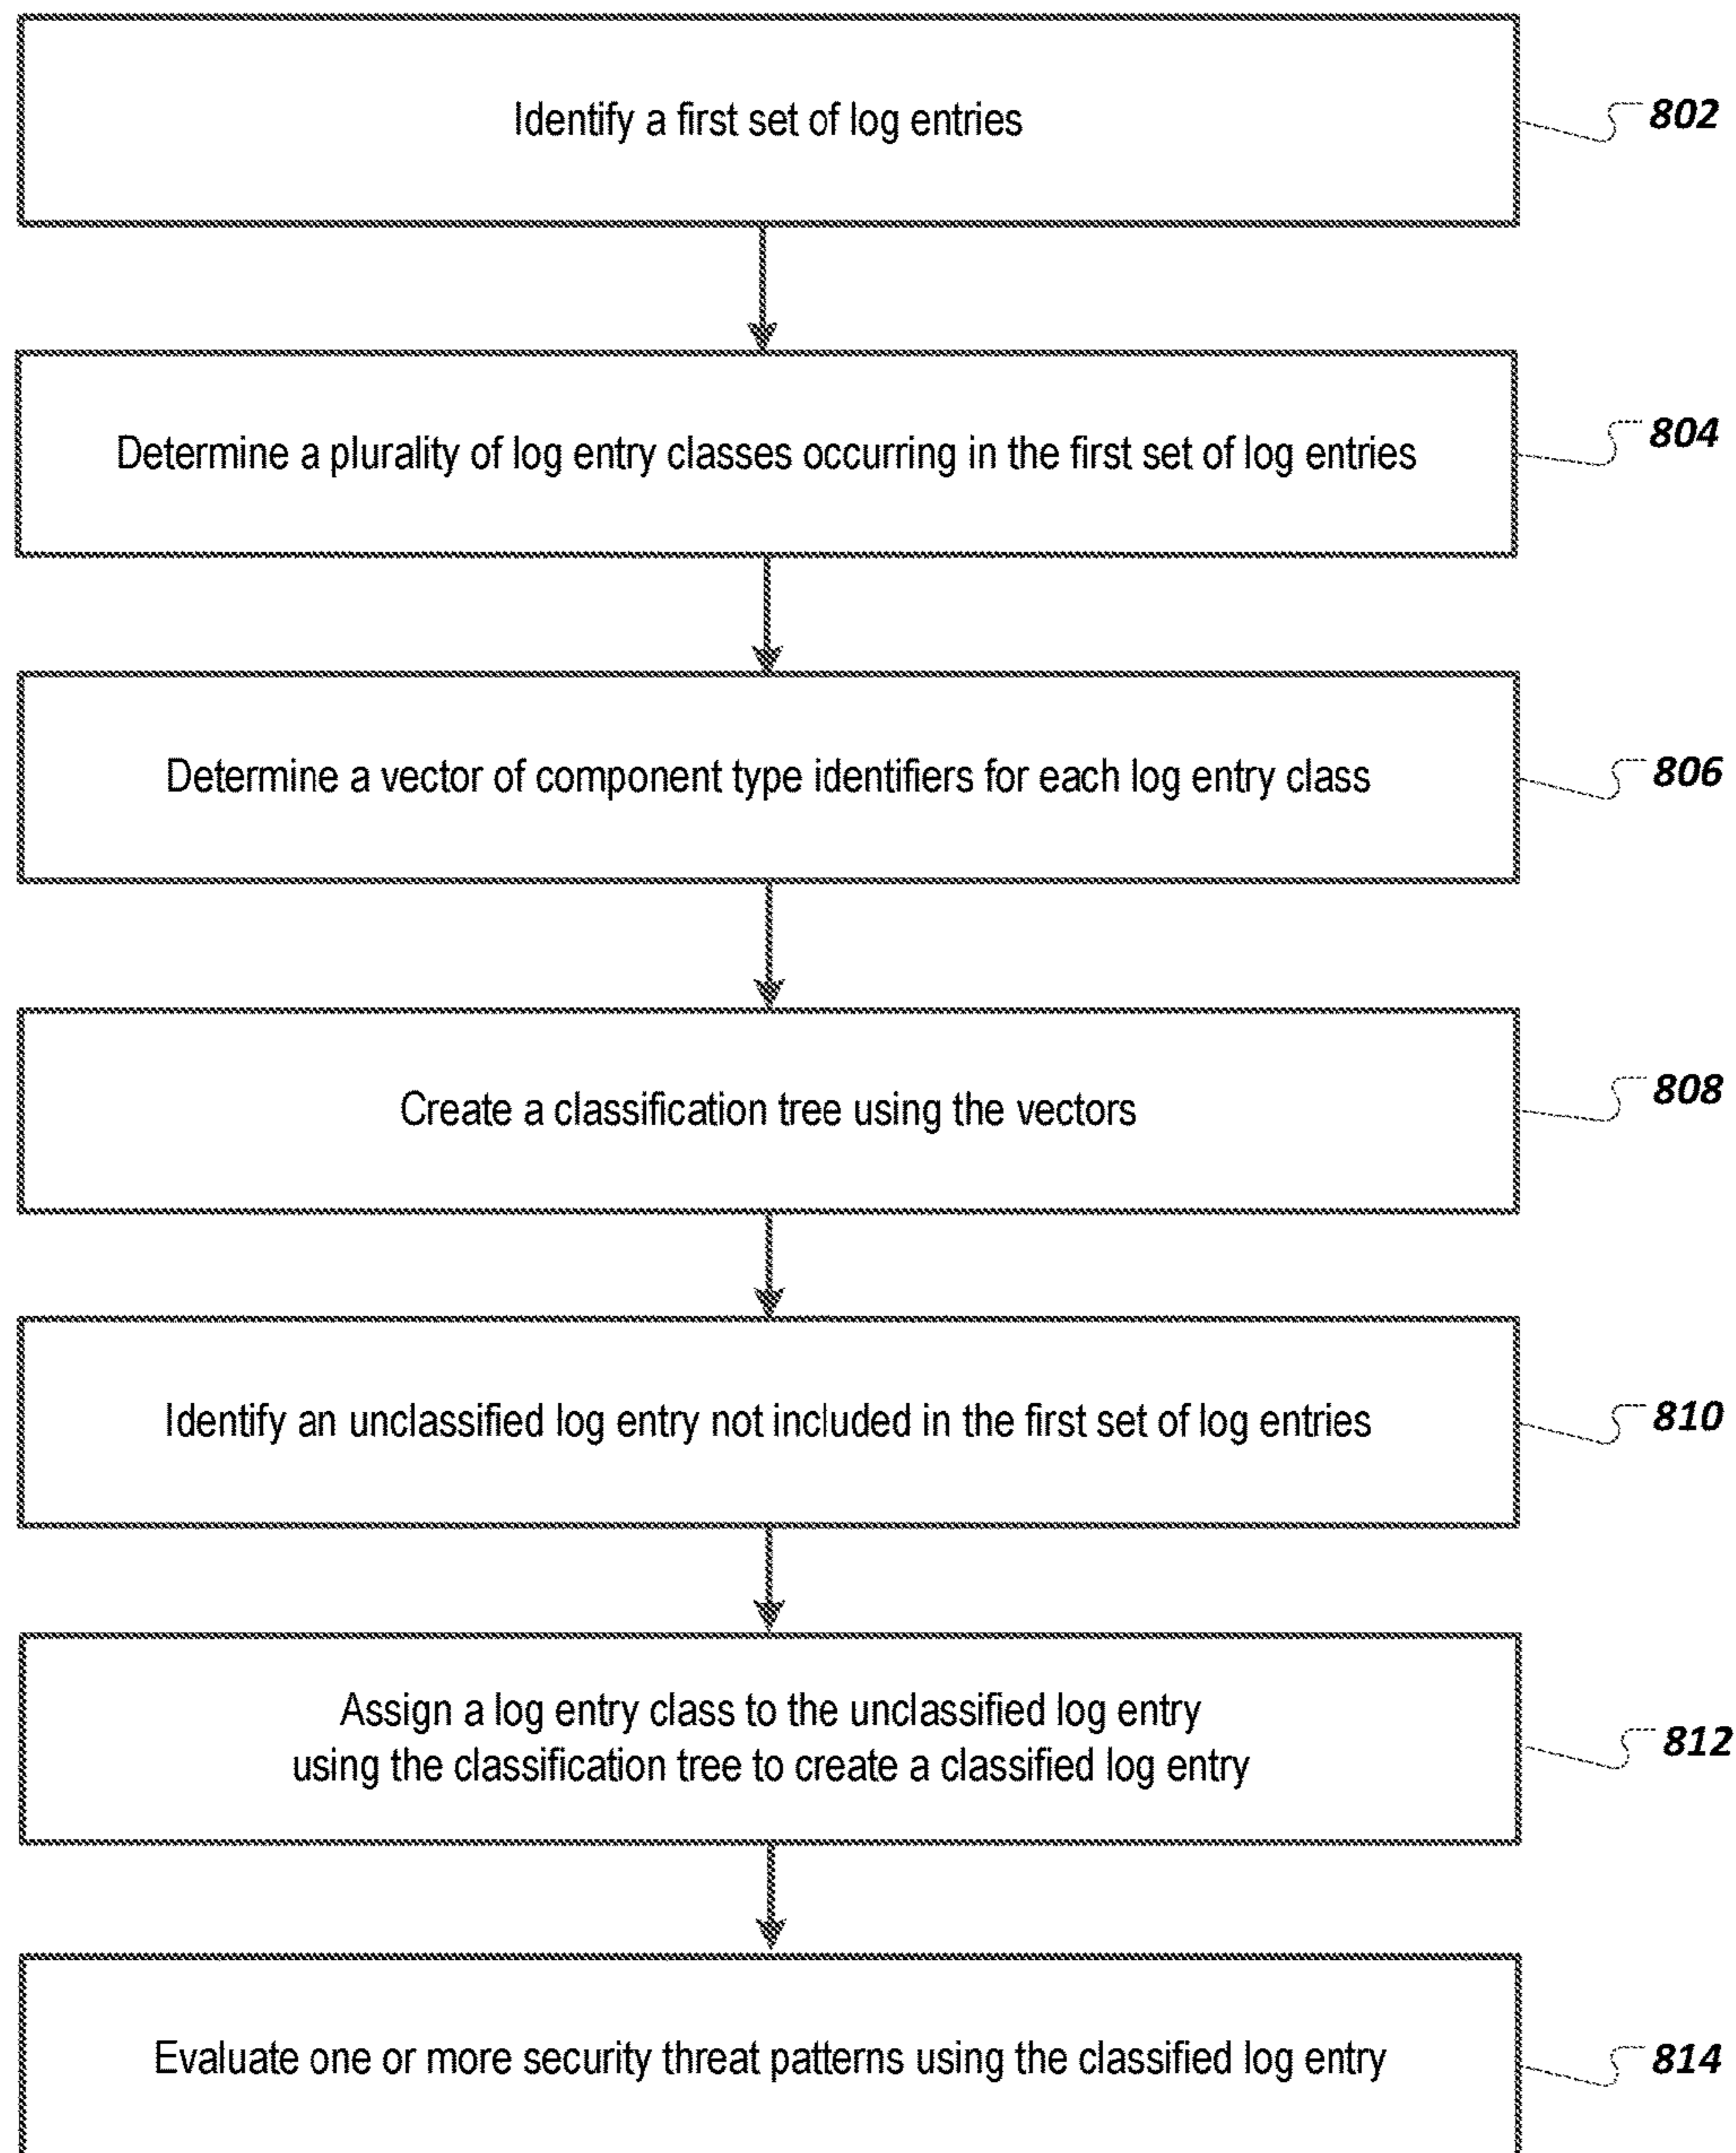 Identify a first set of log entries
802
Determine a plurality of log entry classes occurring in the first set of log entries
804
Determine a vector of component type identifiers for each log entry class
806
Create a classification tree using the vectors
808
Identify an unclassified log entry not included in the first set of log entries
810
Assign a log entry class to the unclassified log entry
using the classification tree to create a classified log entry
812
Evaluate one or more security threat patterns using the classified log entry
814